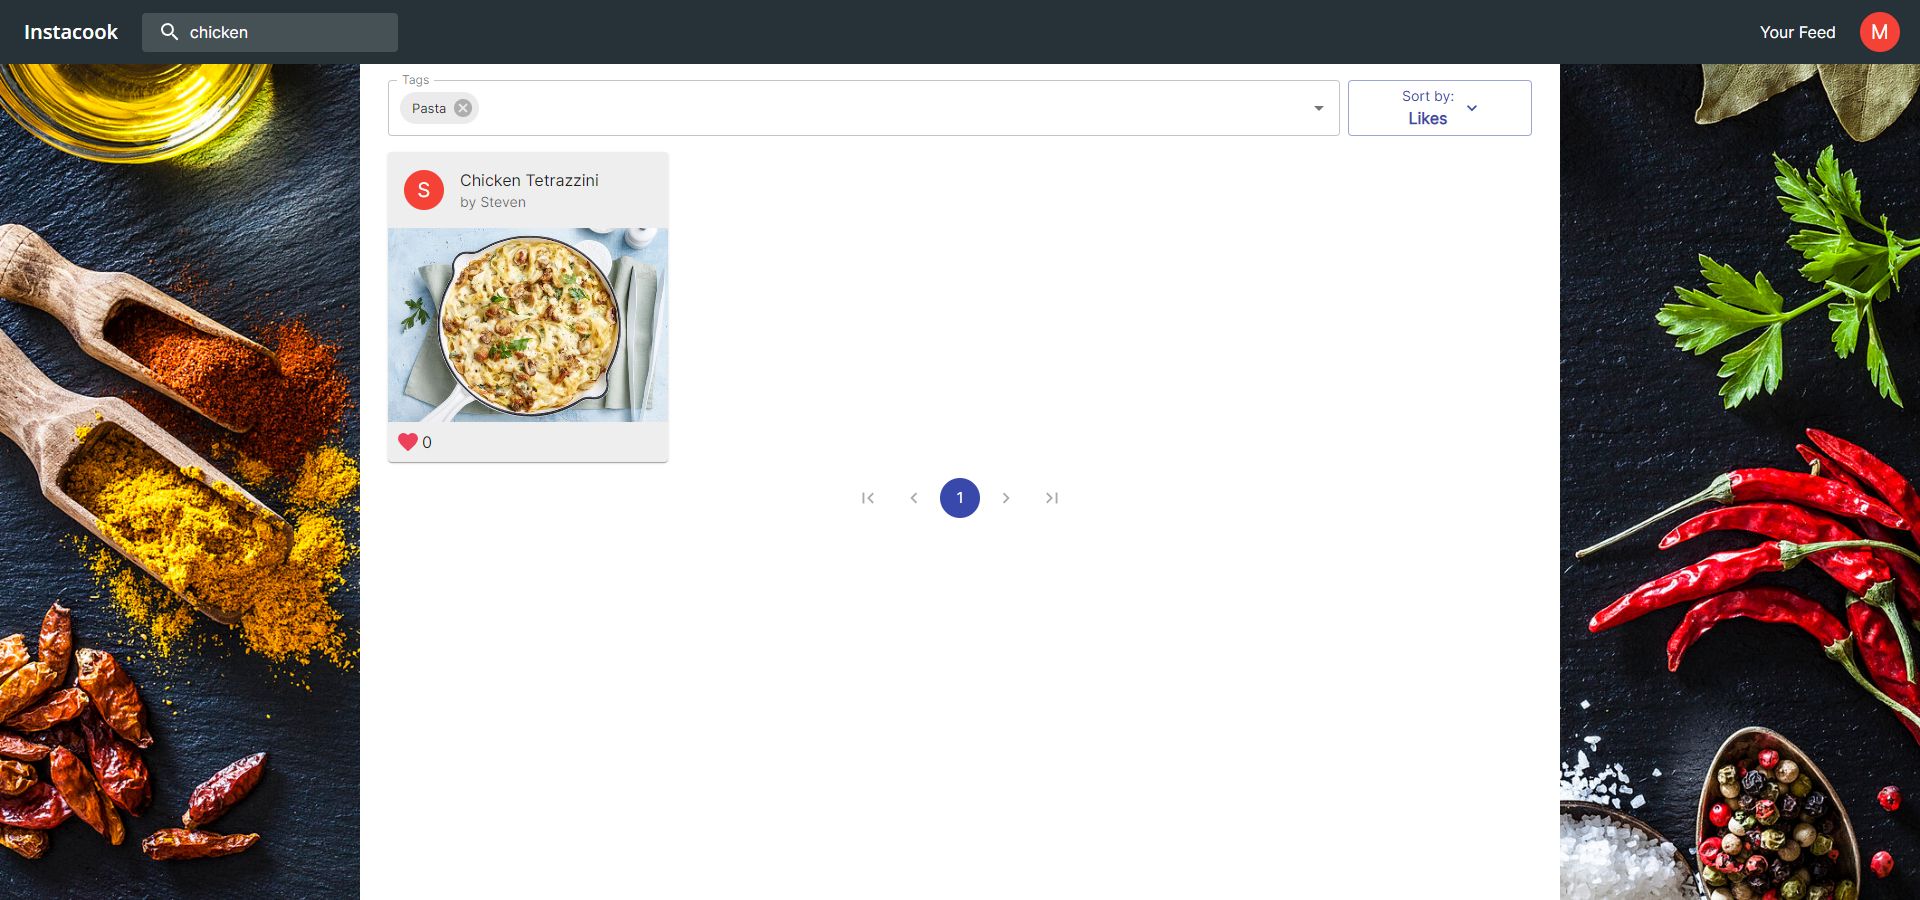 Instacook
chicken
Your Feed
M
Tags
Pasta
Sort by:
Likes
S
Chicken Tetrazzini
by Steven
0
1